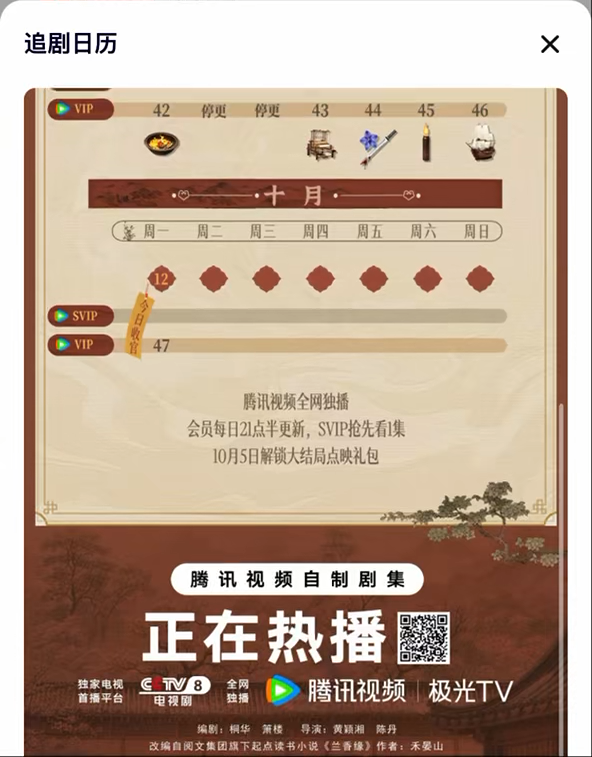 追剧日历
VIP 42 停更 停更 43 44 45 46
十月
周一 周二 周三 周四 周五 周六 周日
12
今日收官
SVIP
VIP 47
腾讯视频全网独播
会员每日21点半更新，SVIP抢先看1集
10月5日解锁大结局点映礼包
腾讯视频自制剧集
正在热播
独家电视首播平台 CCTV 8 电视剧 全网独播 腾讯视频 极光TV
编剧：桐华 箫楼 导演：黄颖湘 陈丹
改编自阅文集团旗下起点读书小说《兰香缘》作者：禾晏山